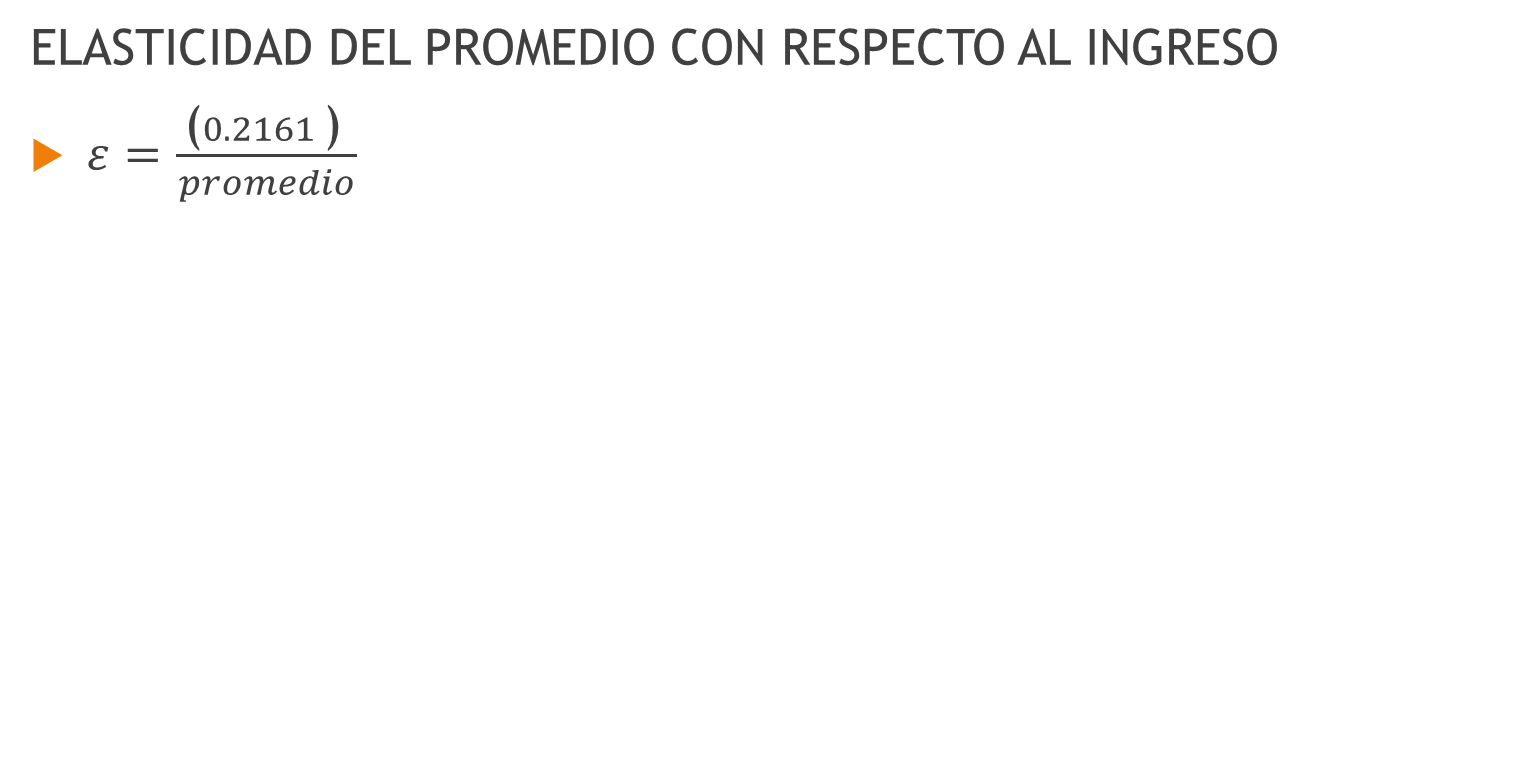 ELASTICIDAD DEL PROMEDIO CON RESPECTO AL INGRESO
ε = (0.2161 )
promedio